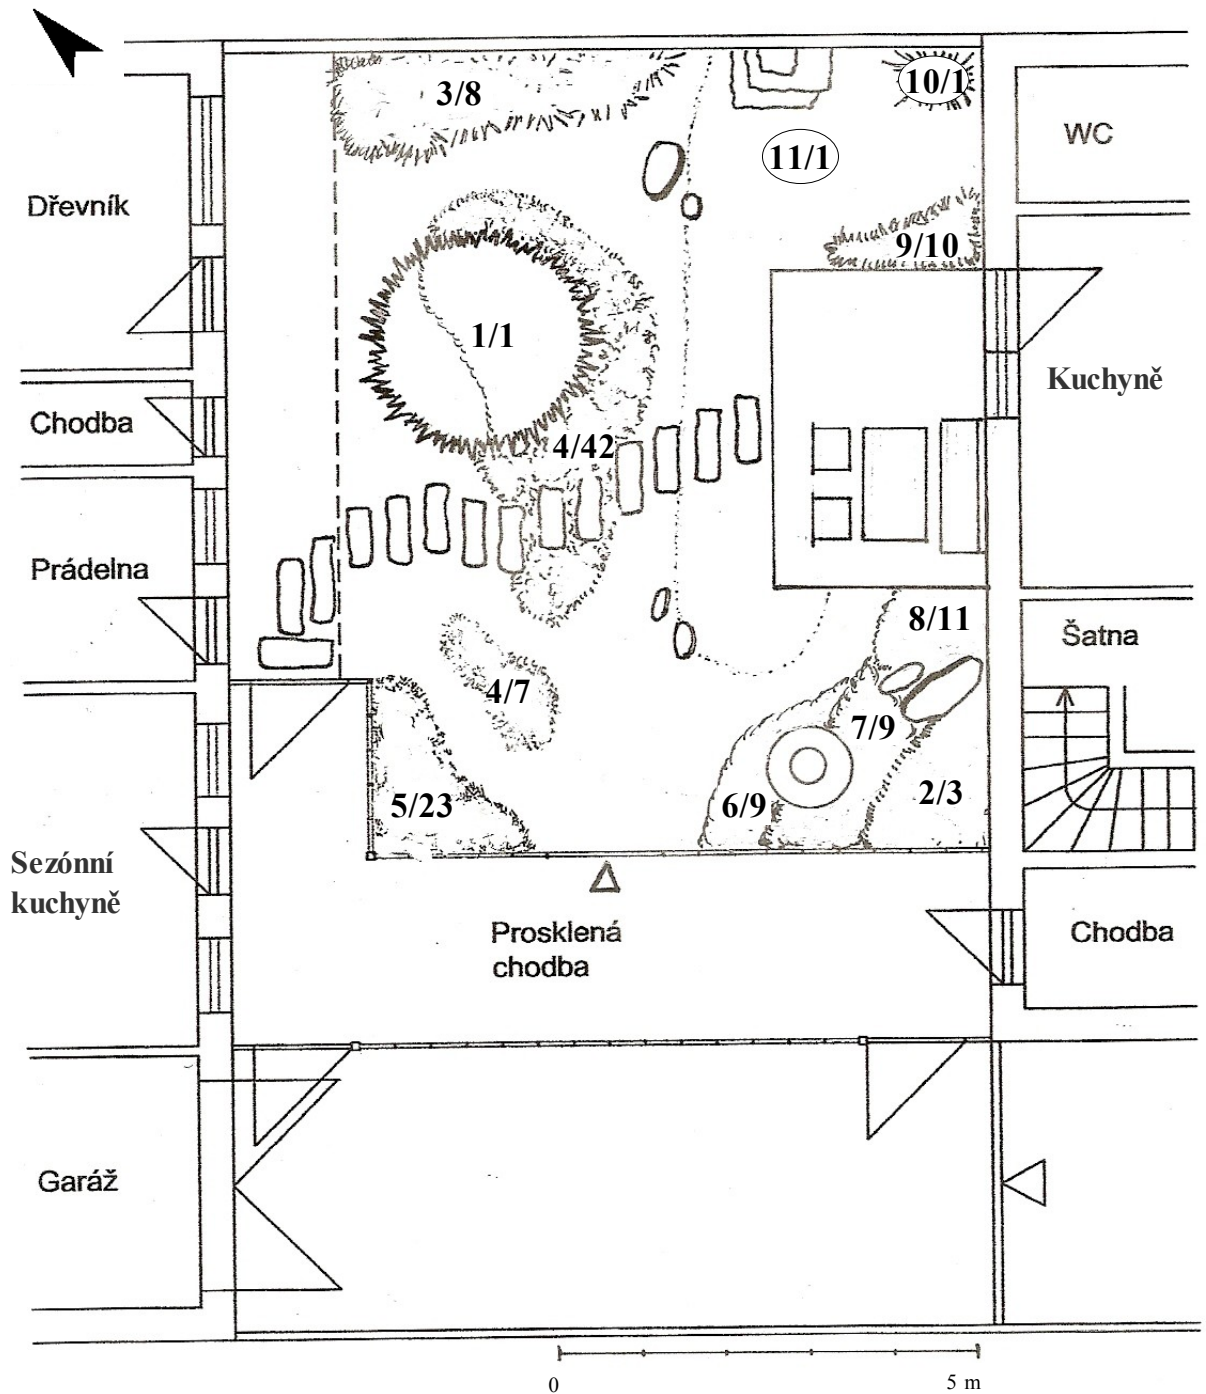 3/8
10/1
11/1
WC
Dřevník
9/10
1/1
Kuchyně
Chodba
4/42
Prádelna
8/11
Šatna
4/7
7/9
5/23
6/9
2/3
Sezónní
kuchyně
Prosklená
chodba
Chodba
Garáž
0
5 m